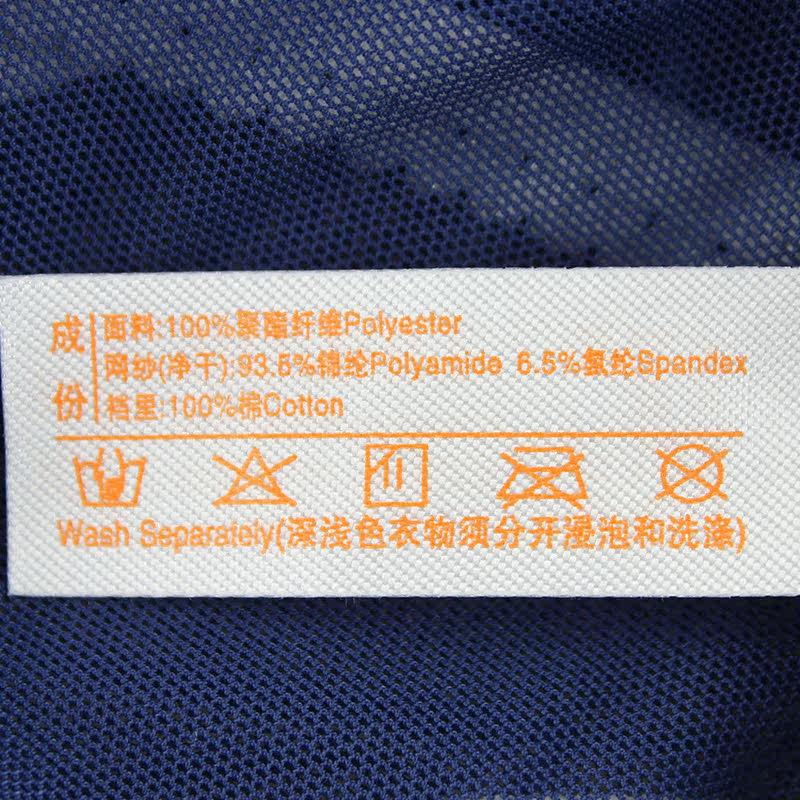 成份
面料:100%聚酯纤维Polyester
网纱(净干):93.5%锦纶Polyamide 6.5%氨纶Spandex
裆里:100%棉Cotton
Wash Separately(深浅色衣物须分开浸泡和洗涤)